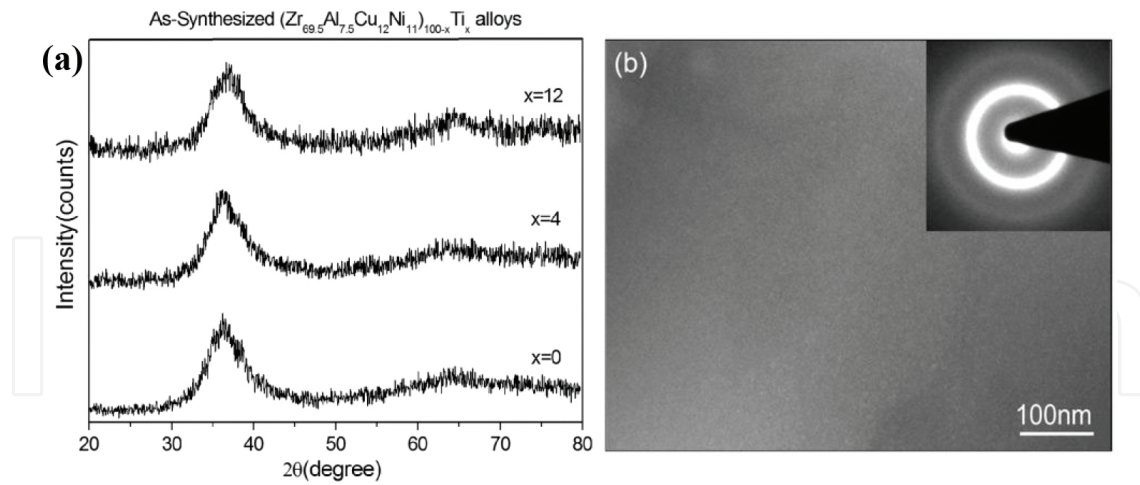 As-Synthesized (Zr69.5Al7.5Cu12Ni11)100-xTix alloys
(a)
x=12
x=4
x=0
Intensity(counts)
20 30 40 50 60 70 80
2θ(degree)
(b)
100nm